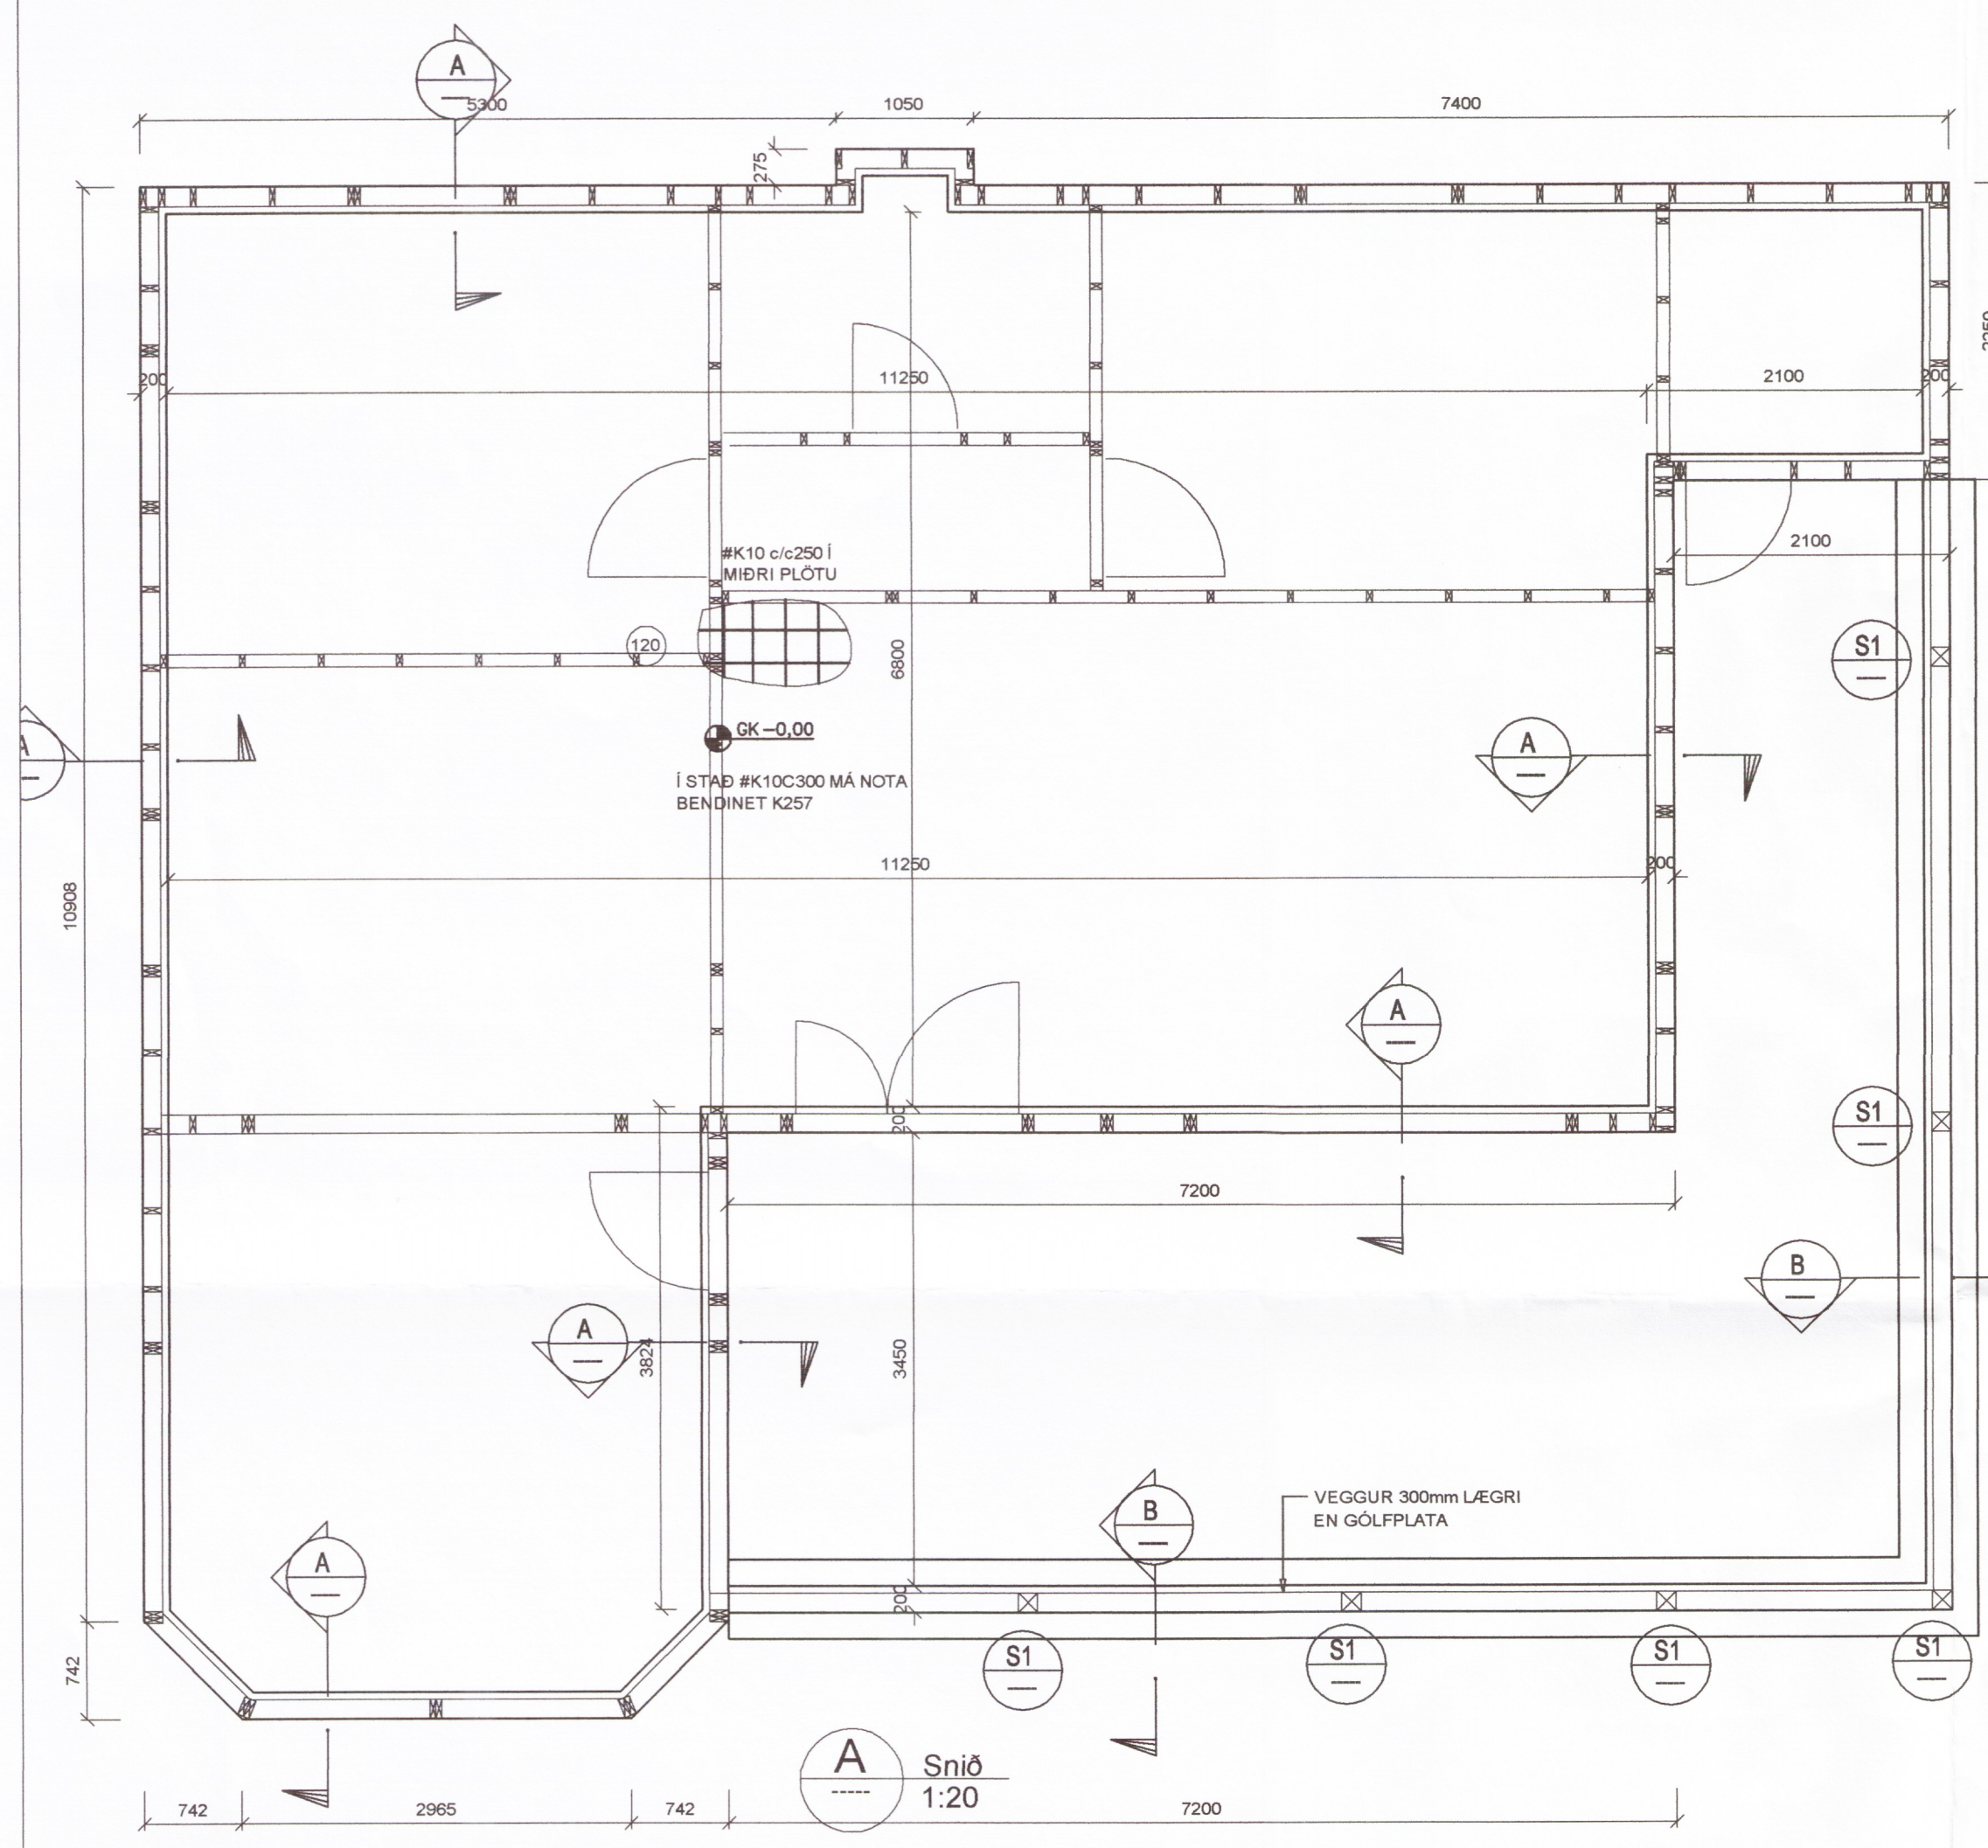 A
5300
1050
7400
275
200
11250
2100
200
2250
#K10 c/c250 Í
MIÐRI PLÖTU
2100
120
6800
S1
GK –0,00
A
A
Í STAÐ #K10C300 MÁ NOTA
BENDINET K257
11250
200
10908
A
200
S1
7200
B
A
3824
3450
VEGGUR 300mm LÆGRI
EN GÓLFPLATA
B
A
200
742
S1
S1
S1
S1
A
Snið
1:20
742
2965
742
7200